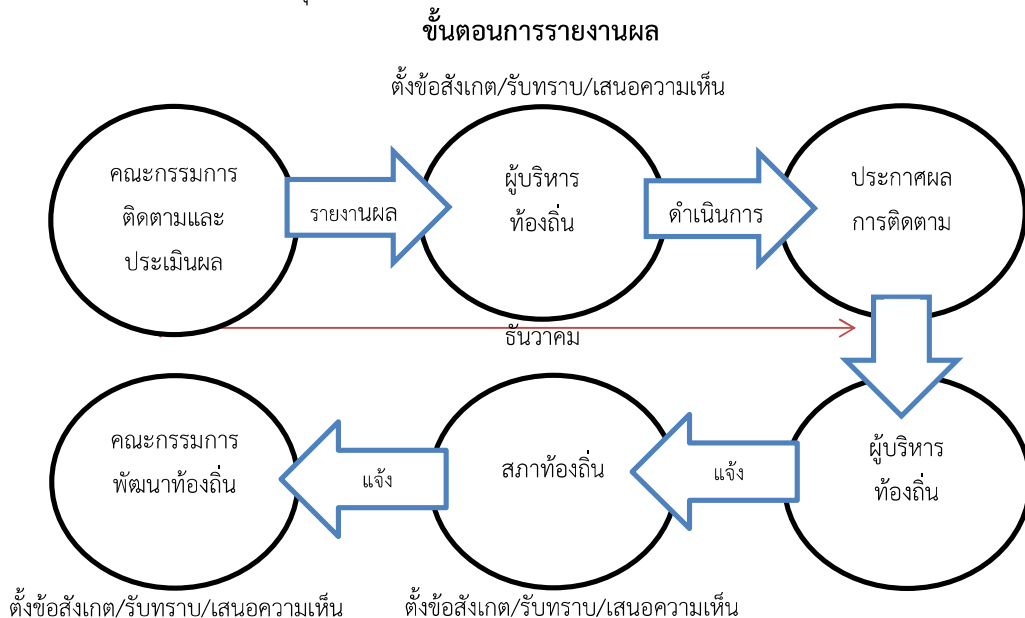 ขั้นตอนการรายงานผล
ตั้งข้อสังเกต/รับทราบ/เสนอความเห็น
คณะกรรมการ
ติดตามและ
ประเมินผล
รายงานผล
ผู้บริหาร
ท้องถิ่น
ดำเนินการ
ประกาศผล
การติดตาม
ธันวาคม
คณะกรรมการ
พัฒนาท้องถิ่น
แจ้ง
สภาท้องถิ่น
แจ้ง
ผู้บริหาร
ท้องถิ่น
ตั้งข้อสังเกต/รับทราบ/เสนอความเห็น
ตั้งข้อสังเกต/รับทราบ/เสนอความเห็น